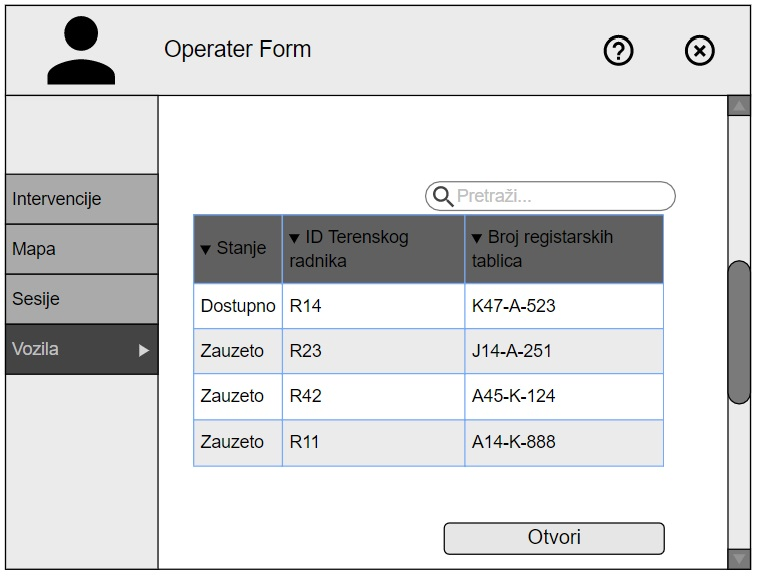 Operater Form
Intervencije
Mapa
Sesije
Vozila
Pretraži...
Stanje
ID Terenskog
radnika
Broj registarskih
tablica
Dostupno R14 K47-A-523
Zauzeto R23 J14-A-251
Zauzeto R42 A45-K-124
Zauzeto R11 A14-K-888
Otvori